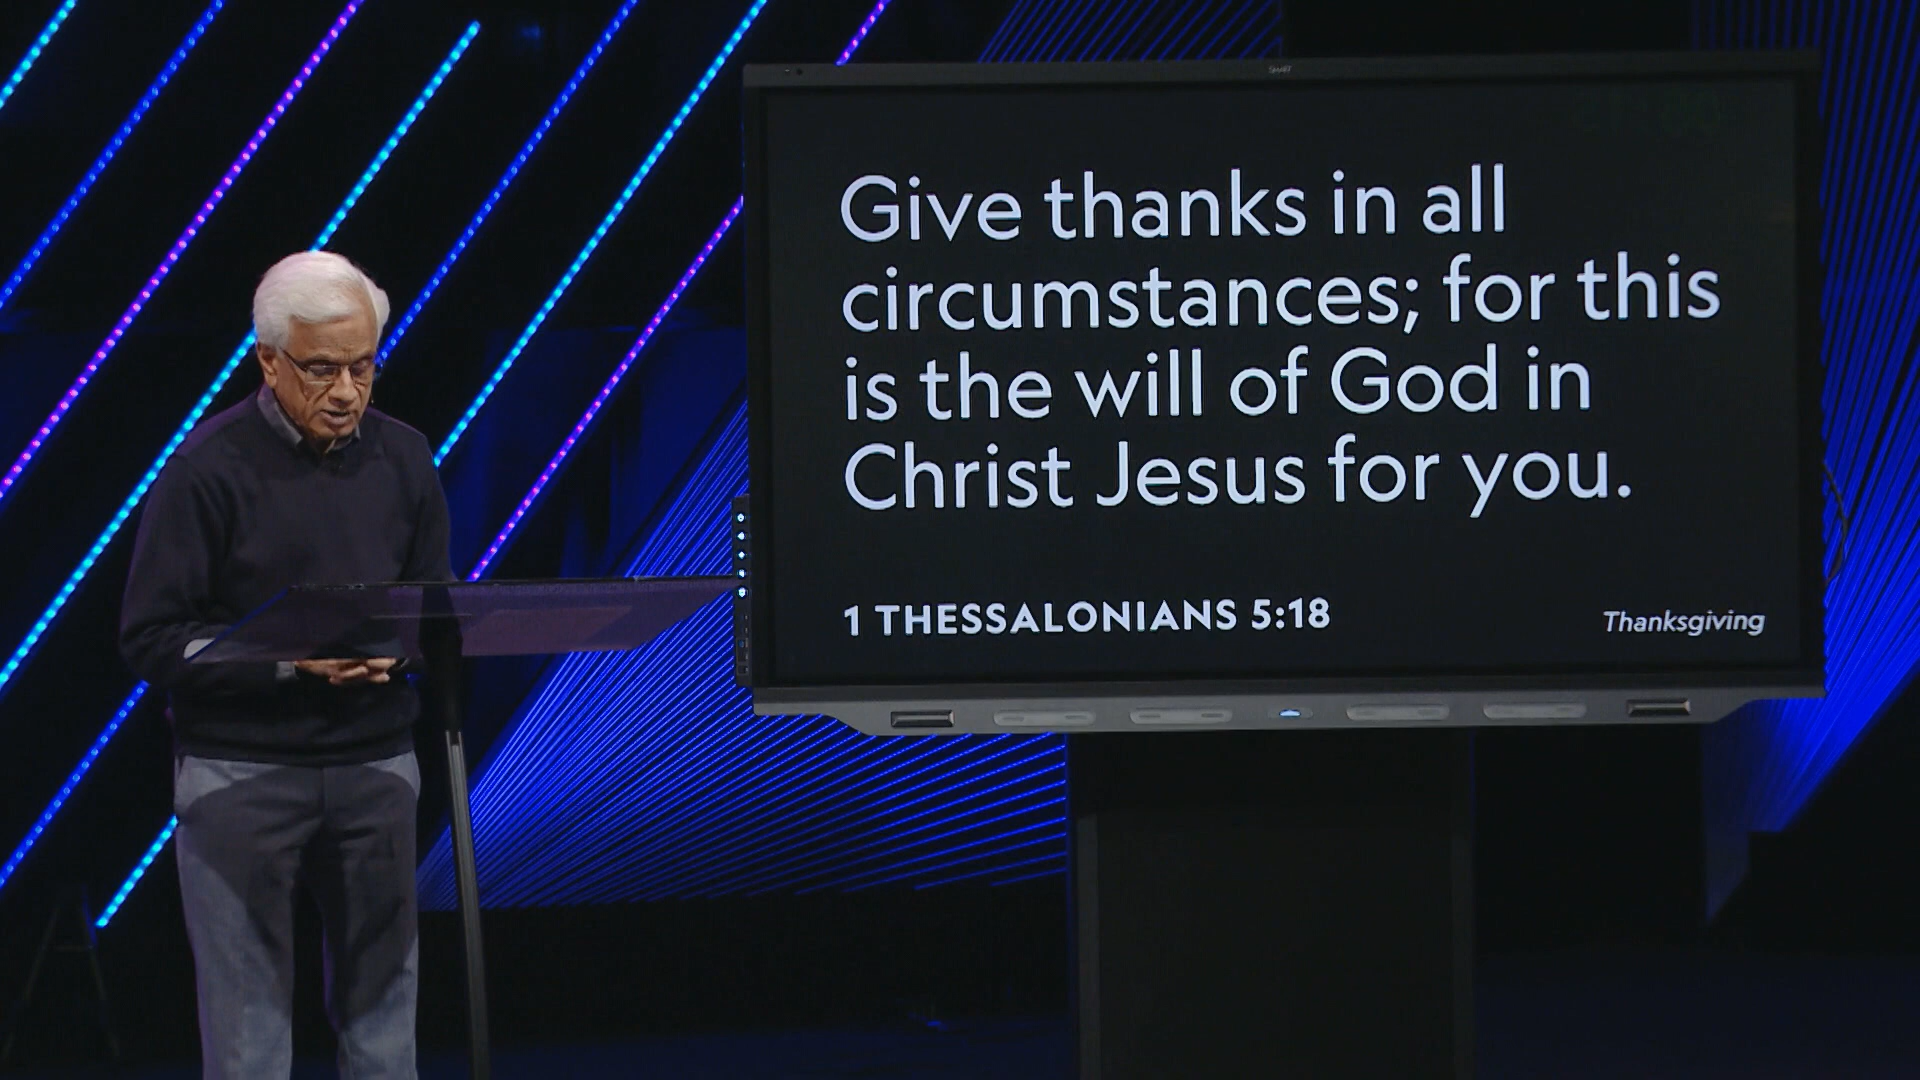 SMART
Give thanks in all
circumstances; for this
is the will of God in
Christ Jesus for you.
1 THESSALONIANS 5:18
Thanksgiving